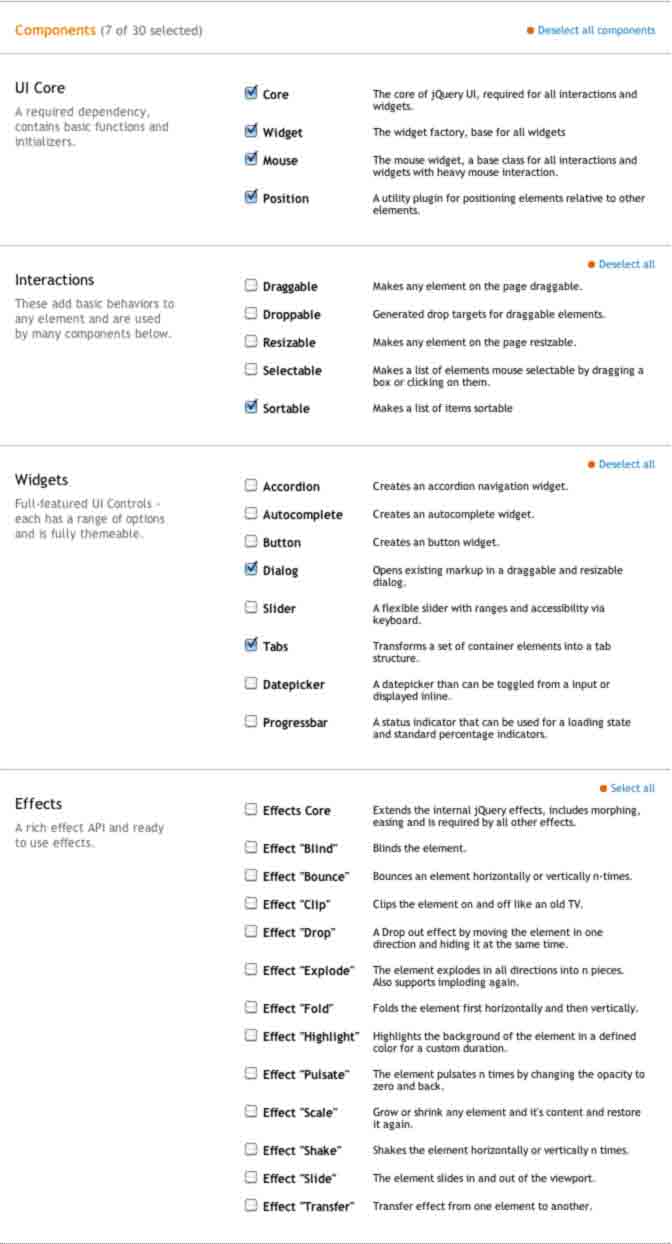 Components (7 of 30 selected)
Deselect all components
UI Core
A required dependency,
contains basic functions and
initializers.
Core
The core of jQuery UI, required for all interactions and
widgets.
Widget
The widget factory, base for all widgets
Mouse
The mouse widget, a base class for all interactions and
widgets with heavy mouse interaction.
Position
A utility plugin for positioning elements relative to other
elements.
Deselect all
Interactions
These add basic behaviors to
any element and are used
by many components below.
Draggable
Makes any element on the page draggable.
Droppable
Generated drop targets for draggable elements.
Resizable
Makes any element on the page resizable.
Selectable
Makes a list of elements mouse selectable by dragging a
box or clicking on them.
Sortable
Makes a list of items sortable
Deselect all
Widgets
Full-featured UI Controls -
each has a range of options
and is fully themeable.
Accordion
Creates an accordion navigation widget.
Autocomplete
Creates an autocomplete widget.
Button
Creates an button widget.
Dialog
Opens existing markup in a draggable and resizable
dialog.
Slider
A flexible slider with ranges and accessibility via
keyboard.
Tabs
Transforms a set of container elements into a tab
structure.
Datepicker
A datepicker than can be toggled from a input or
displayed inline.
Progressbar
A status indicator that can be used for a loading state
and standard percentage indicators.
Select all
Effects
A rich effect API and ready
to use effects.
Effects Core
Extends the internal jQuery effects, includes morphing,
easing and is required by all other effects.
Effect "Blind"
Blinds the element.
Effect "Bounce"
Bounces an element horizontally or vertically n-times.
Effect "Clip"
Clips the element on and off like an old TV.
Effect "Drop"
A Drop out effect by moving the element in one
direction and hiding it at the same time.
Effect "Explode"
The element explodes in all directions into n pieces.
Also supports imploding again.
Effect "Fold"
Folds the element first horizontally and then vertically.
Effect "Highlight"
Highlights the background of the element in a defined
color for a custom duration.
Effect "Pulsate"
The element pulsates n times by changing the opacity to
zero and back.
Effect "Scale"
Grow or shrink any element and it's content and restore
it again.
Effect "Shake"
Shakes the element horizontally or vertically n times.
Effect "Slide"
The element slides in and out of the viewport.
Effect "Transfer"
Transfer effect from one element to another.